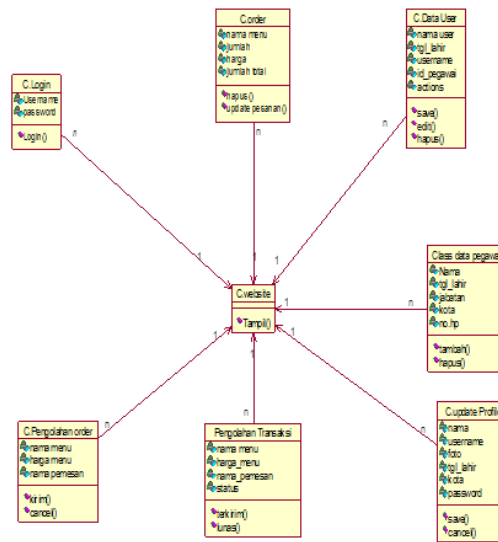 C.order
nama menu
jumlah
harga
jumlah total
hapus()
update pesanan()
C.Data User
nama user
tgl_lahir
username
id_pegawai
actions
save()
edit()
hapus()
C.Login
Username
password
Login()
n
n
n
1
1
1
C.website
Tampil()
Class data pegawai
Nama
tgl_lahir
jabatan
kota
no.hp
tambah()
hapus()
1
n
1
1
1
C.Pengolahan order
nama menu
harga menu
nama pemesan
kirim()
cancel()
n
Pengolahan Transaksi
nama menu
harga_menu
nama_pemesan
status
terkirim()
lunas()
n
C.update Profile
nama
username
foto
tgl_lahir
kota
password
save()
cancel()
n